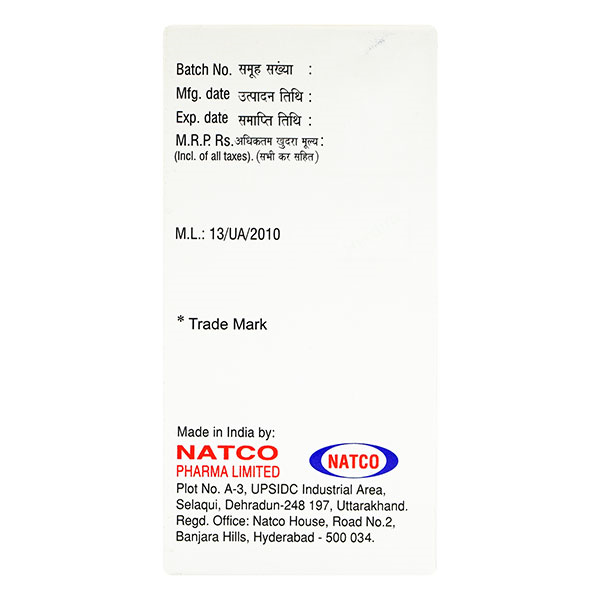 Batch No. समूह सख्या :
Mfg. date उत्पादन तिथि :
Exp. date समाप्ति तिथि :
M.R.P. Rs. अधिकतम खुदरा मूल्य :
(Incl. of all taxes). (सभी कर सहित)
M.L.: 13/UA/2010
* Trade Mark
Made in India by:
NATCO
PHARMA LIMITED
NATCO
Plot No. A-3, UPSIDC Industrial Area,
Selaqui, Dehradun-248 197, Uttarakhand.
Regd. Office: Natco House, Road No.2,
Banjara Hills, Hyderabad - 500 034.